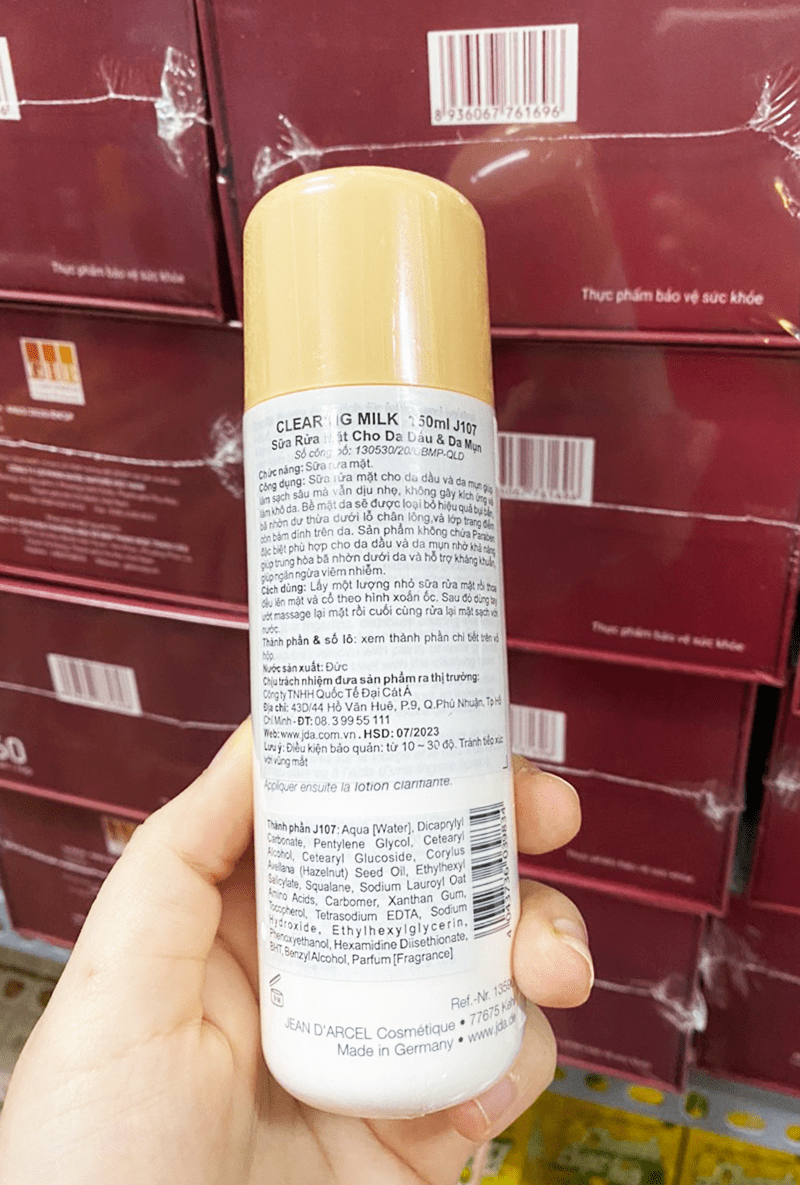 8 936067 761696
Thực phẩm bảo vệ sức khỏe
Thực phẩm bảo vệ sức khỏe
CLEARING MILK 150ml J107
Sữa Rửa Mặt Cho Da Dầu & Da Mụn
Số công bố: 130530/20/CBMP-QLD
Chức năng: Sữa rửa mặt.
Công dụng: Sữa rửa mặt cho da dầu và da mụn giúp
làm sạch sâu mà vẫn dịu nhẹ, không gây kích ứng và
làm khô da. Bề mặt da sẽ được loại bỏ hiệu quả bụi bẩn,
bã nhờn dư thừa dưới lỗ chân lông,và lớp trang điểm
còn bám dính trên da. Sản phẩm không chứa Paraben,
đặc biệt phù hợp cho da dầu và da mụn nhờ khả năng
giúp trung hòa bã nhờn dưới da và hỗ trợ kháng khuẩn,
giúp ngăn ngừa viêm nhiễm.
Cách dùng: Lấy một lượng nhỏ sữa rửa mặt rồi thoa
đều lên mặt và cổ theo hình xoắn ốc. Sau đó dùng tay
ướt massage lại mặt rồi cuối cùng rửa lại mặt sạch với
nước.
Thành phần & số lô: xem thành phần chi tiết trên vỏ
hộp
Nước sản xuất: Đức
Chịu trách nhiệm đưa sản phẩm ra thị trường:
Công ty TNHH Quốc Tế Đại Cát Á
Địa chỉ: 43D/44 Hồ Văn Huê, P.9, Q.Phú Nhuận, Tp Hồ
Chí Minh - ĐT: 08. 3 99 55 111
Web: www.jda.com.vn . HSD: 07/2023
Lưu ý: Điều kiện bảo quản: từ 10 ~ 30 độ. Tránh tiếp xúc
với vùng mắt
Appliquer ensuite la lotion clarifiante.
Thành phần J107: Aqua [Water], Dicaprylyl
Carbonate, Pentylene Glycol, Cetearyl
Alcohol, Cetearyl Glucoside, Corylus
Avellana (Hazelnut) Seed Oil, Ethylhexyl
Salicylate, Squalane, Sodium Lauroyl Oat
Amino Acids, Carbomer, Xanthan Gum,
Tocopherol, Tetrasodium EDTA, Sodium
Hydroxide, Ethylhexylglycerin,
Phenoxyethanol, Hexamidine Diisethionate,
BHT, Benzyl Alcohol, Parfum [Fragrance]
Ref.-Nr.
JEAN D'ARCEL Cosmétique • 77675 Kehl
Made in Germany • www.jda.de
Thực phẩm bảo vệ sức khỏe